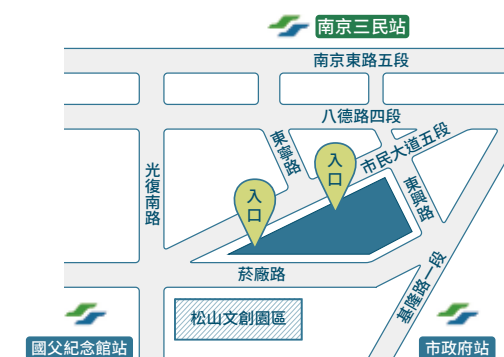 南京三民站
南京東路五段
八德路四段
市民大道五段
東寧路
入口
入口
光復南路
東興路
菸廠路
基隆路一段
松山文創園區
國父紀念館站
市政府站